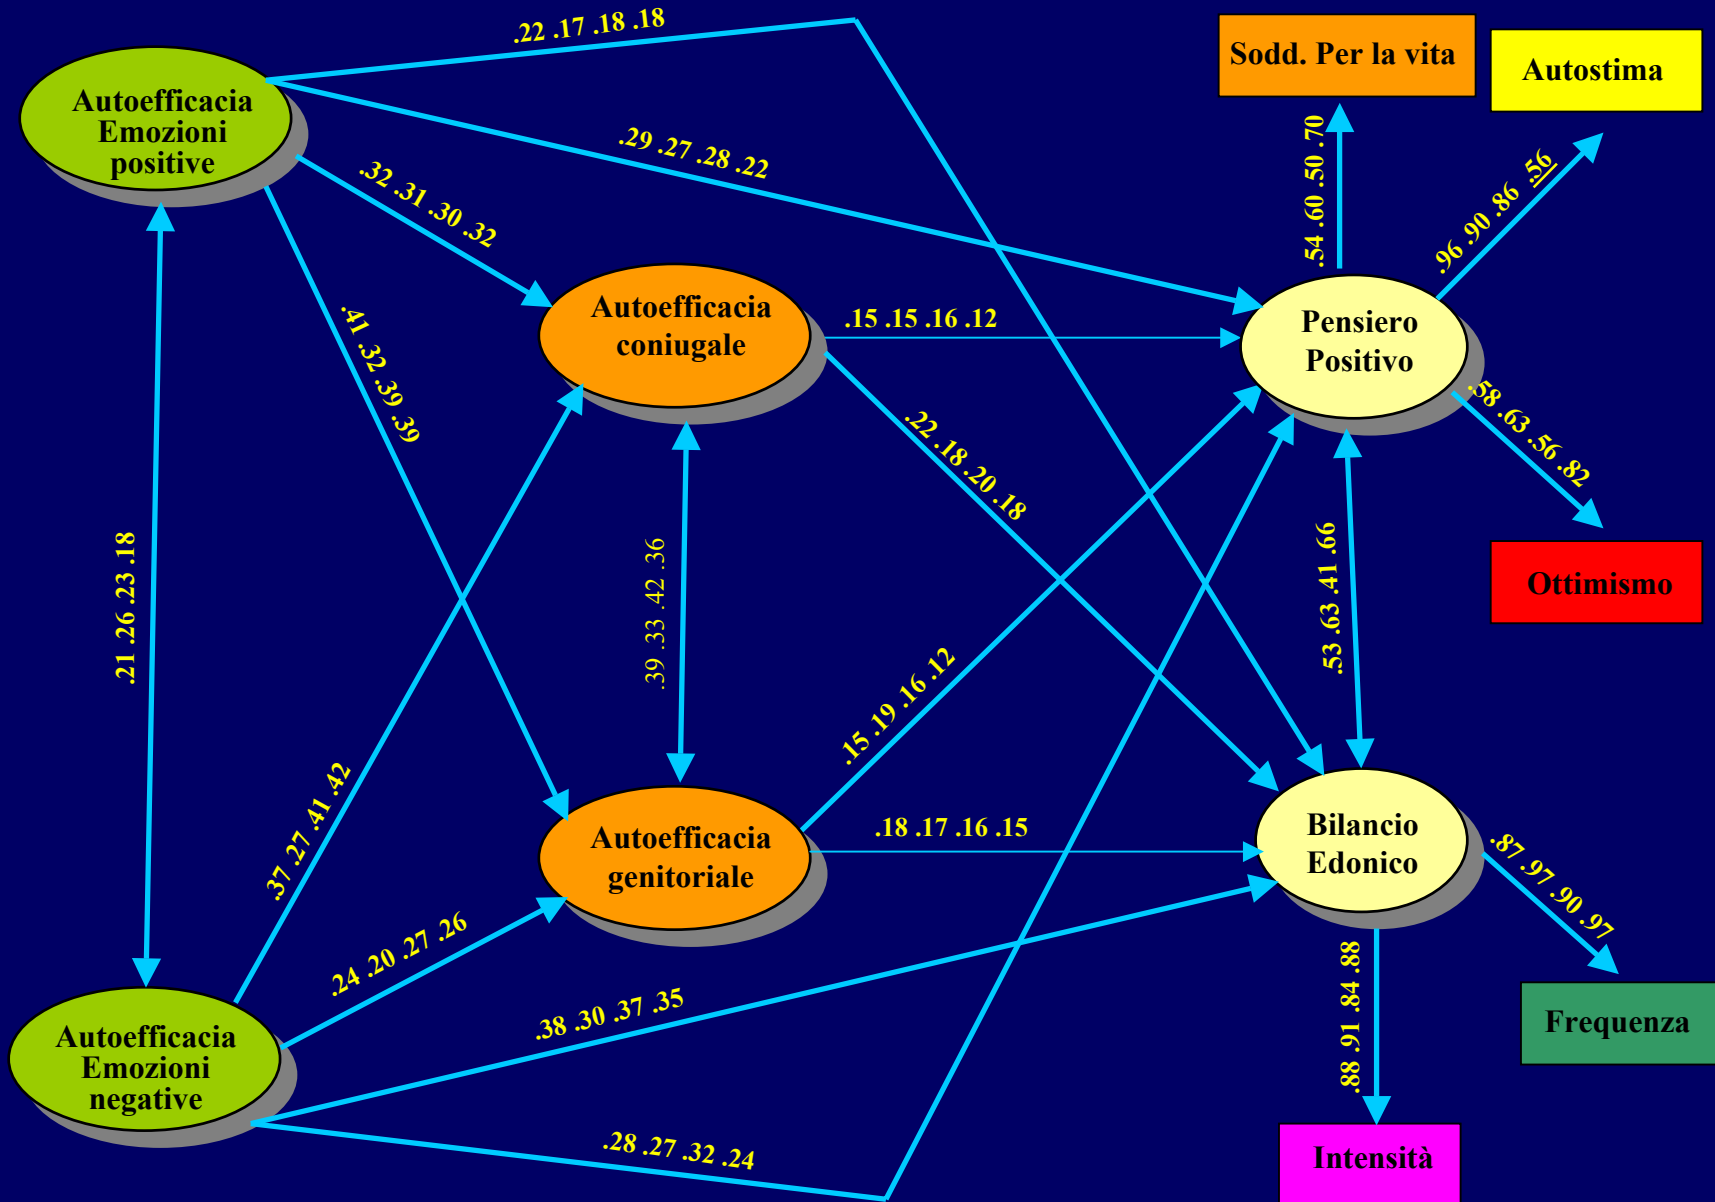 .22 .17 .18 .18
Sodd. Per la vita
Autostima
Autoefficacia
Emozioni
positive
.29 .27 .28 .22
.54 .60 .50 .70
.96 .90 .86 .56
.32 .31 .30 .32
Autoefficacia
coniugale
.15 .15 .16 .12
Pensiero
Positivo
.41 .32 .39 .39
.22 .18 .20 .18
.58 .63 .56 .82
.21 .26 .23 .18
.39 .33 .42 .36
.53 .63 .41 .66
Ottimismo
.15 .19 .16 .12
.37 .27 .41 .42
Autoefficacia
genitoriale
.18 .17 .16 .15
Bilancio
Edonico
.87 .97 .90 .97
.24 .20 .27 .26
.38 .30 .37 .35
.88 .91 .84 .88
Frequenza
Autoefficacia
Emozioni
negative
.28 .27 .32 .24
Intensità